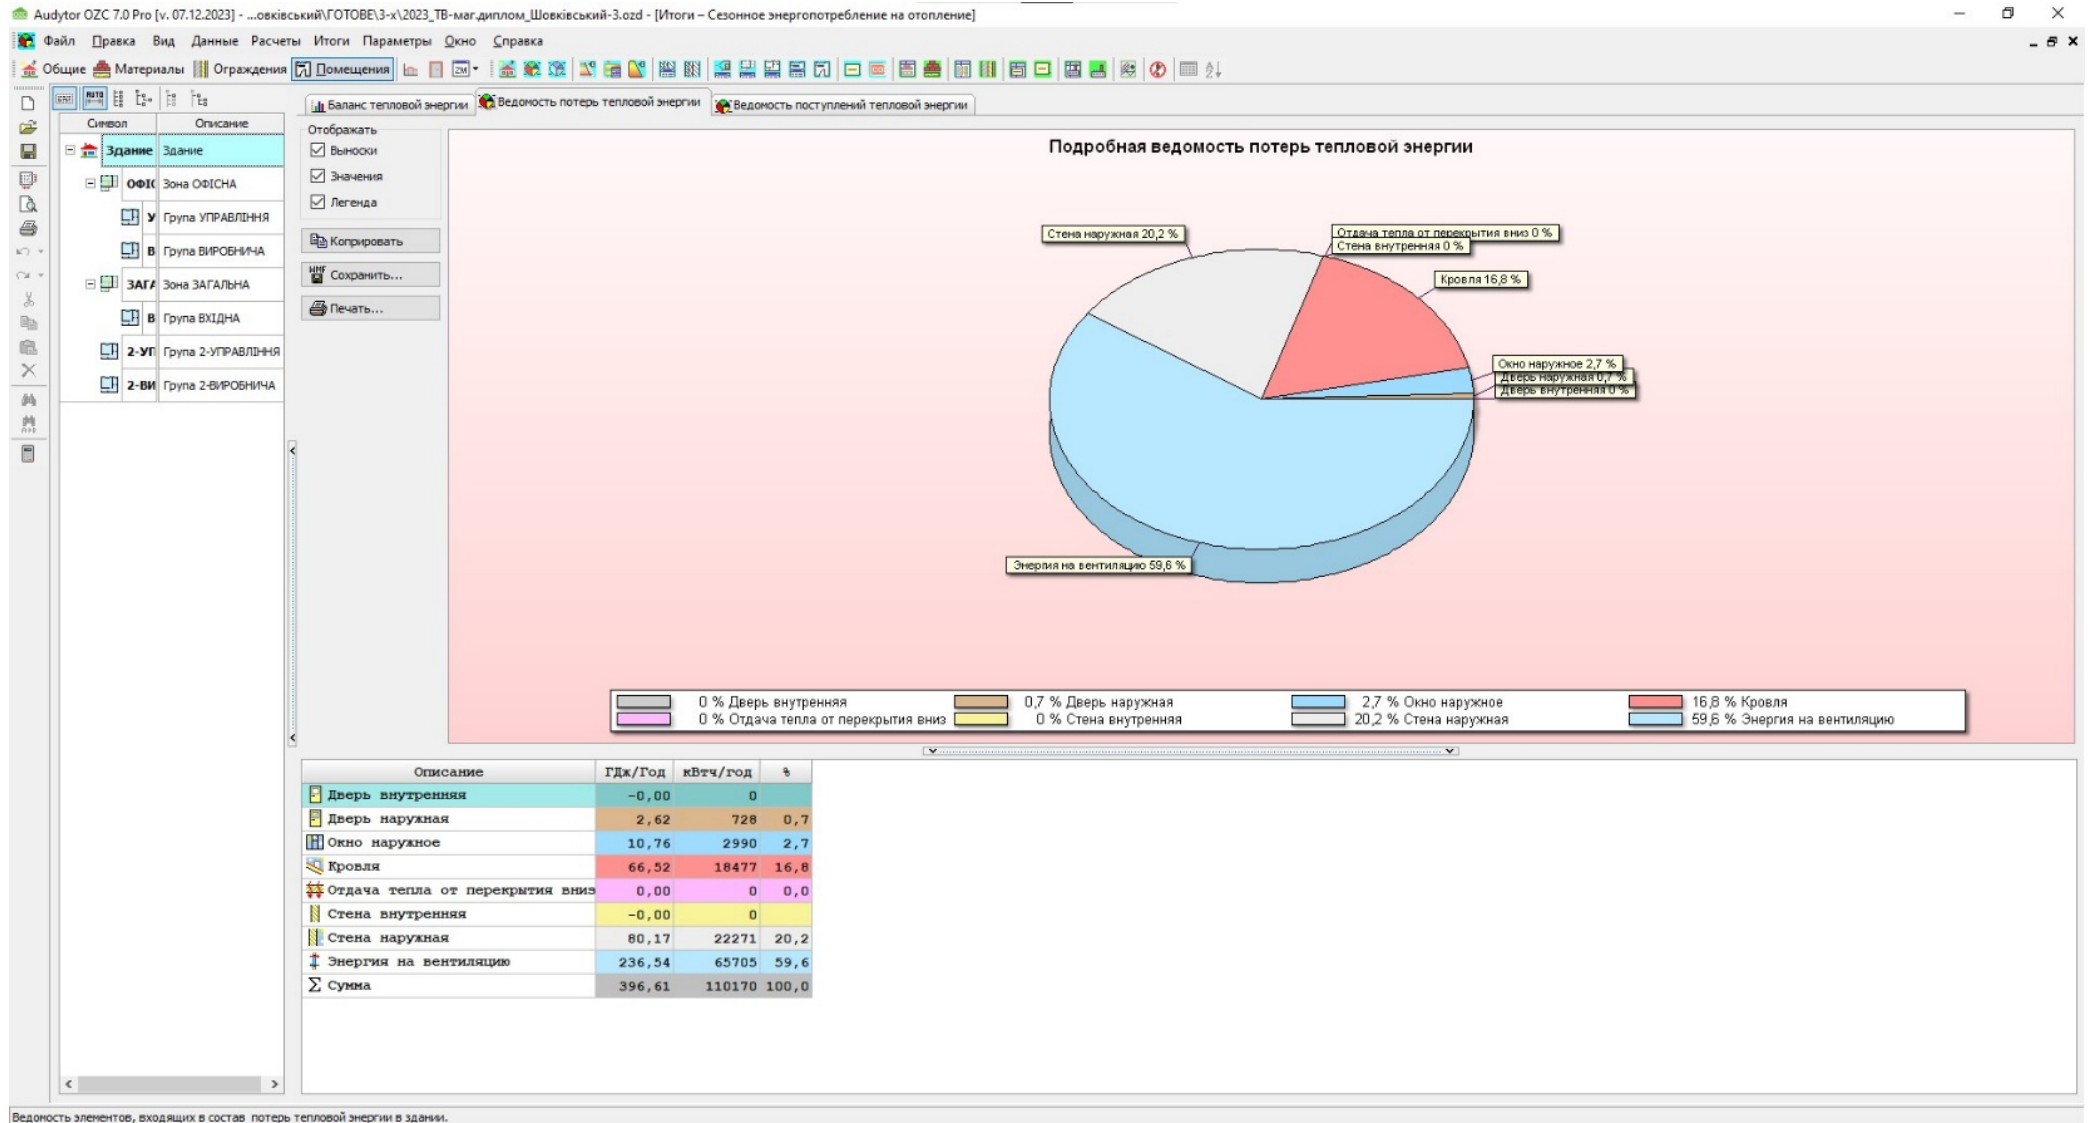 Audytor OZC 7.0 Pro [v. 07.12.2023] - ...овківський\ГОТОВЕ\3-х\2023_ТВ-маг.диплом_Шовківський-3.ozd - [Итоги – Сезонное энергопотребление на отопление]
Файл Правка Вид Данные Расчеты Итоги Параметры Окно Справка
Общие Материалы Ограждения Помещения
Баланс тепловой энергии Ведомость потерь тепловой энергии Ведомость поступлений тепловой энергии
Символ Описание
Здание Здание
ОФІС Зона ОФІСНА
У Група УПРАВЛІННЯ
В Група ВИРОБНИЧА
ЗАГА Зона ЗАГАЛЬНА
В Група ВХІДНА
2-УП Група 2-УПРАВЛІННЯ
2-ВИ Група 2-ВИРОБНИЧА
Отображать
Выноски
Значения
Легенда
Коприровать
Сохранить...
Печать...
Подробная ведомость потерь тепловой энергии
Стена наружная 20,2 %
Отдача тепла от перекрытия вниз 0 %
Стена внутренняя 0 %
Кровля 16,8 %
Окно наружное 2,7 %
Дверь наружная 0,7 %
Дверь внутренняя 0 %
Энергия на вентиляцию 59,6 %
0 % Дверь внутренняя 0,7 % Дверь наружная 2,7 % Окно наружное 16,8 % Кровля
0 % Отдача тепла от перекрытия вниз 0 % Стена внутренняя 20,2 % Стена наружная 59,6 % Энергия на вентиляцию
Описание ГДж/Год кВтч/год %
Дверь внутренняя -0,00 0
Дверь наружная 2,62 728 0,7
Окно наружное 10,76 2990 2,7
Кровля 66,52 18477 16,8
Отдача тепла от перекрытия вниз 0,00 0 0,0
Стена внутренняя -0,00 0
Стена наружная 80,17 22271 20,2
Энергия на вентиляцию 236,54 65705 59,6
Σ Сумма 396,61 110170 100,0
Ведомость элементов, входящих в состав потерь тепловой энергии в здании.